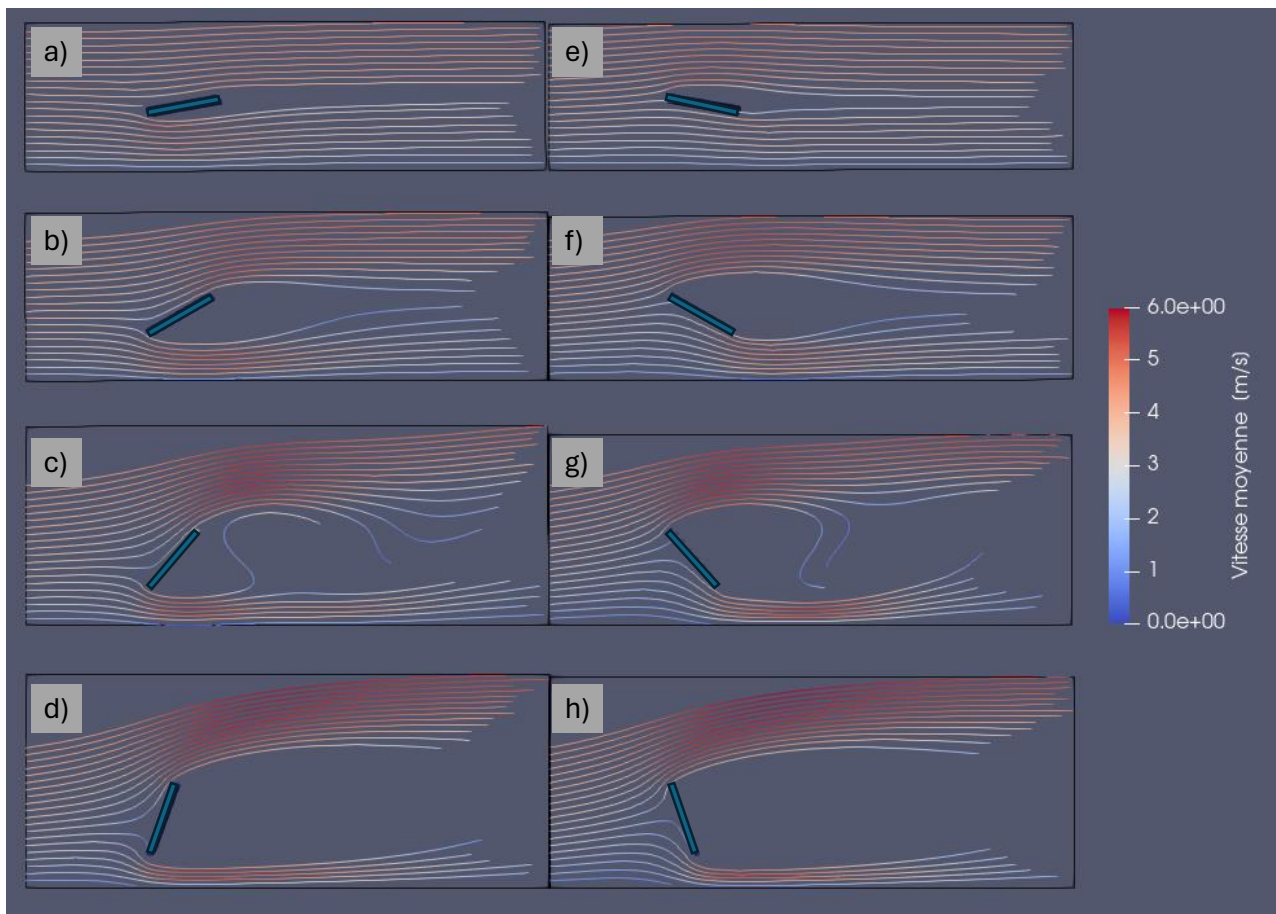 a)
e)
b)
f)
c)
g)
d)
h)
6.0e+00
5
4
3
2
1
0.0e+00
Vitesse moyenne (m/s)